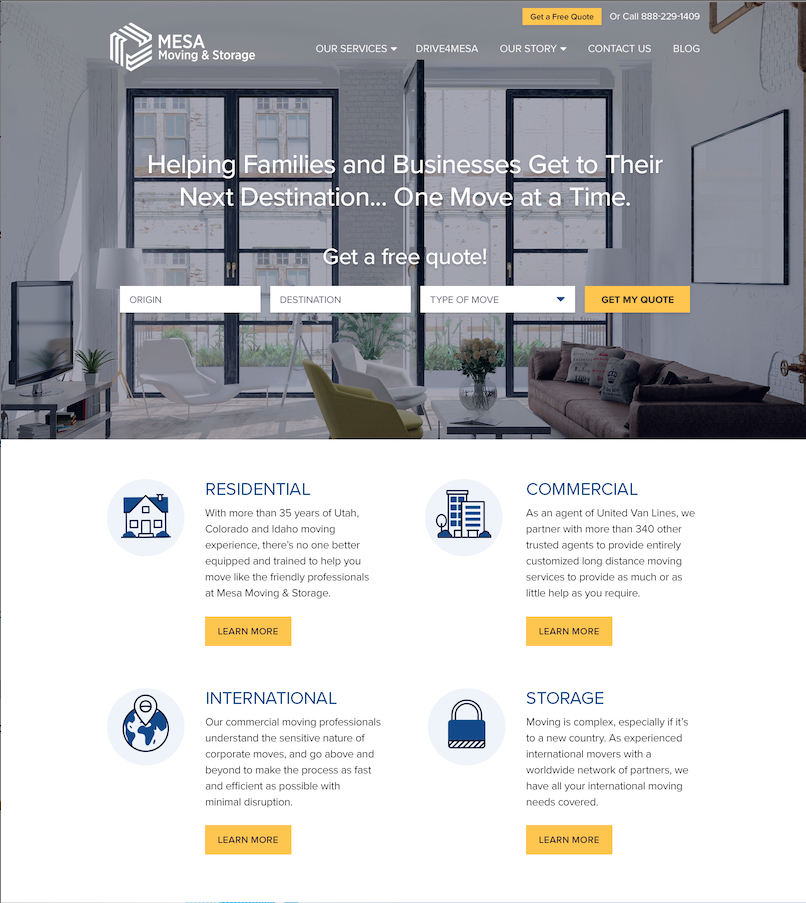 Get a Free Quote Or Call 888-229-1409
MESA
Moving & Storage
OUR SERVICES DRIVE4MESA OUR STORY CONTACT US BLOG
Helping Families and Businesses Get to Their
Next Destination... One Move at a Time.
Get a free quote!
ORIGIN DESTINATION TYPE OF MOVE GET MY QUOTE
RESIDENTIAL
With more than 35 years of Utah,
Colorado and Idaho moving
experience, there's no one better
equipped and trained to help you
move like the friendly professionals
at Mesa Moving & Storage.
LEARN MORE
COMMERCIAL
As an agent of United Van Lines, we
partner with more than 340 other
trusted agents to provide entirely
customized long distance moving
services to provide as much or as
little help as you require.
LEARN MORE
INTERNATIONAL
Our commercial moving professionals
understand the sensitive nature of
corporate moves, and go above and
beyond to make the process as fast
and efficient as possible with
minimal disruption.
LEARN MORE
STORAGE
Moving is complex, especially if it's
to a new country. As experienced
international movers with a
worldwide network of partners, we
have all your international moving
needs covered.
LEARN MORE